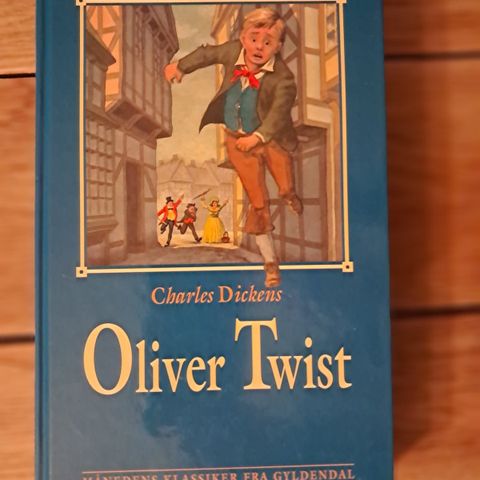 Charles Dickens
Oliver Twist
MÅNEDENS KLASSIKER FRA GYLDENDAL